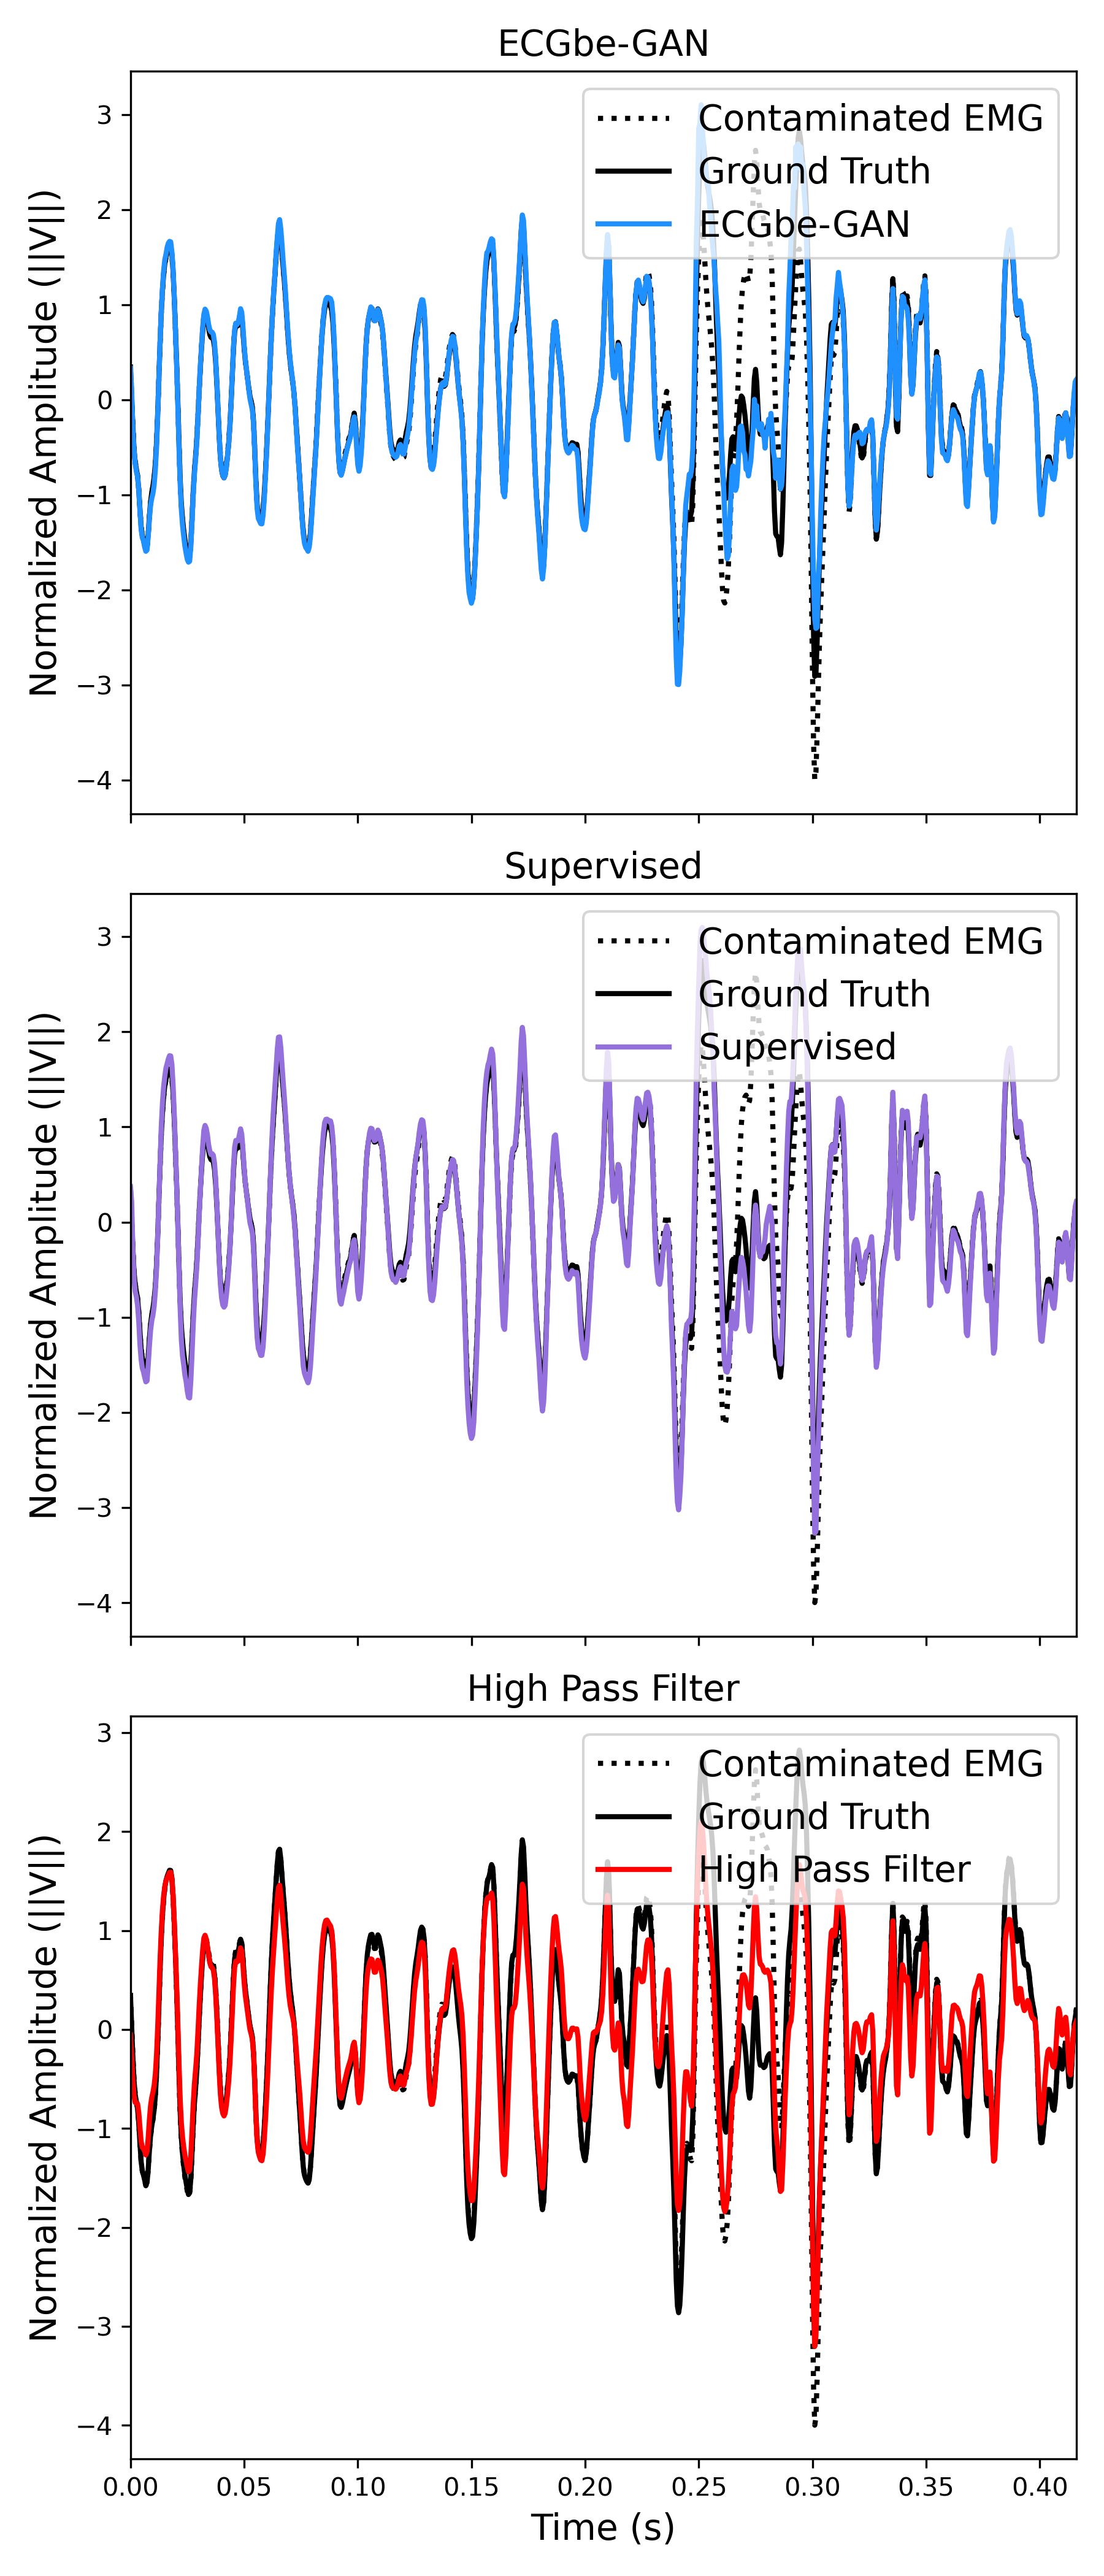 ECGbe-GAN
3
2
1
0
−1
−2
−3
−4
Normalized Amplitude (||V||)
Contaminated EMG
Ground Truth
ECGbe-GAN
Supervised
3
2
1
0
−1
−2
−3
−4
Normalized Amplitude (||V||)
Contaminated EMG
Ground Truth
Supervised
High Pass Filter
3
2
1
0
−1
−2
−3
−4
Normalized Amplitude (||V||)
Contaminated EMG
Ground Truth
High Pass Filter
0.00 0.05 0.10 0.15 0.20 0.25 0.30 0.35 0.40
Time (s)